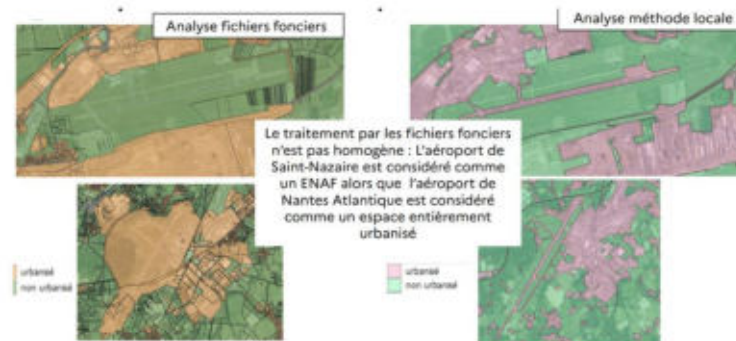 Analyse fichiers fonciers
Analyse méthode locale
Le traitement par les fichiers fonciers
n'est pas homogène : L'aéroport de
Saint-Nazaire est considéré comme
un ENAF alors que l'aéroport de
Nantes Atlantique est considéré
comme un espace entièrement
urbanisé
urbanisé
non urbanisé
urbanisé
non urbanisé